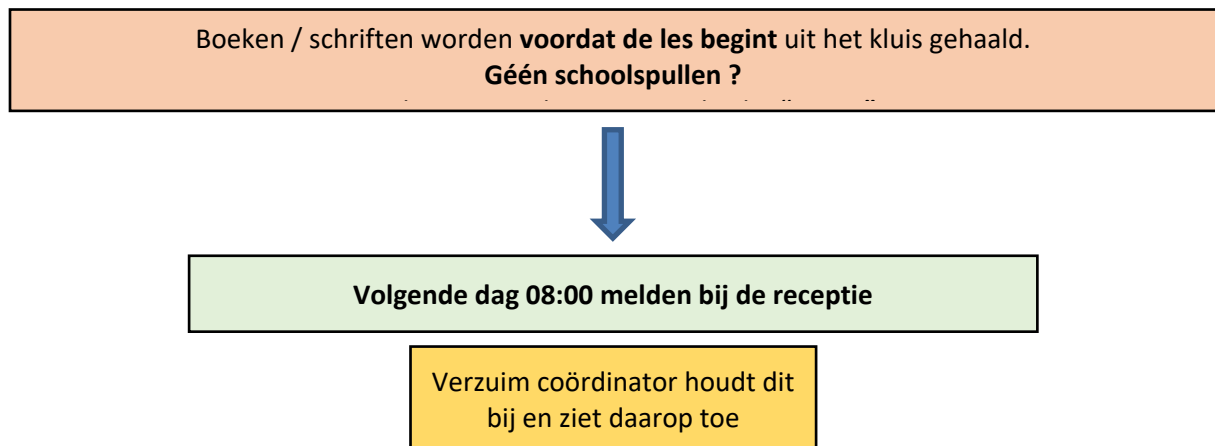 Boeken / schriften worden voordat de les begint uit het kluis gehaald.
Géén schoolspullen ?
Volgende dag 08:00 melden bij de receptie
Verzuim coördinator houdt dit
bij en ziet daarop toe